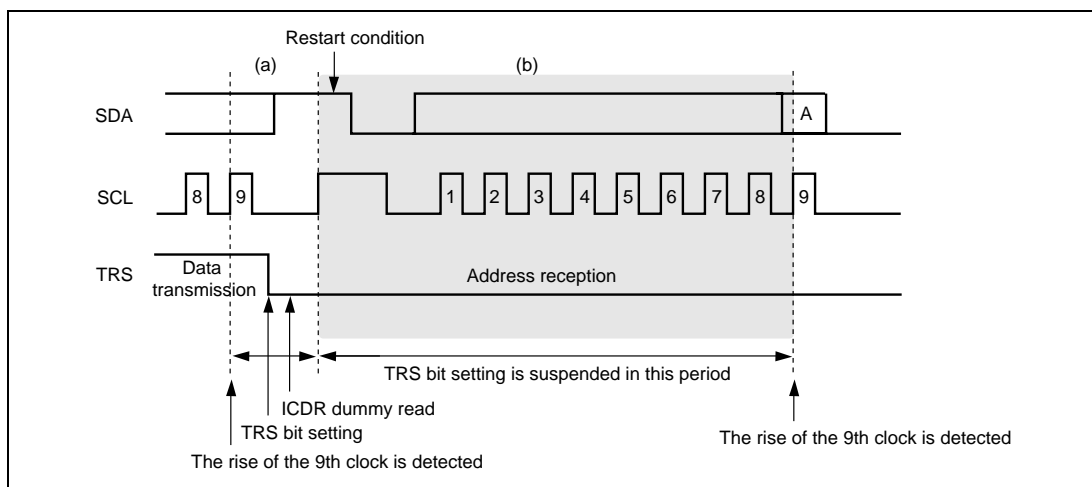 Restart condition
(a)
(b)
SDA
A
SCL
8
9
1
2
3
4
5
6
7
8
9
TRS
Data
transmission
Address reception
TRS bit setting is suspended in this period
ICDR dummy read
TRS bit setting
The rise of the 9th clock is detected
The rise of the 9th clock is detected